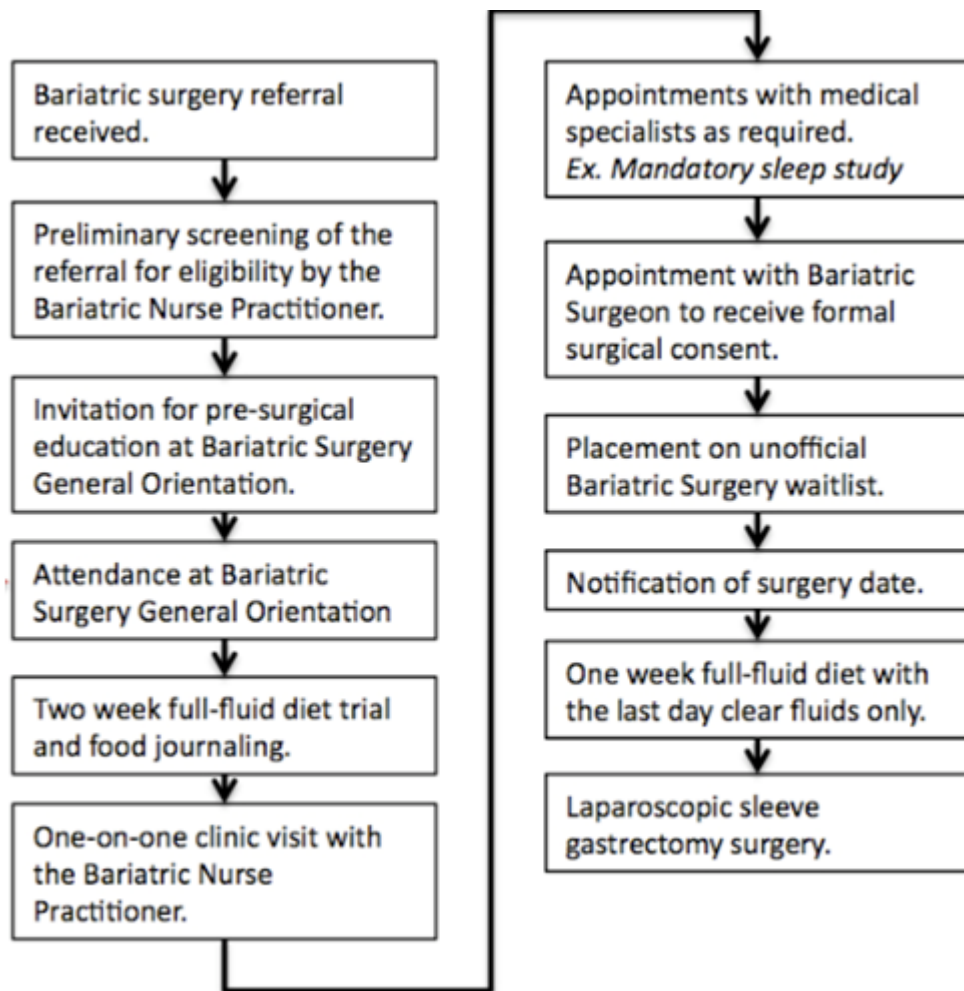 Bariatric surgery referral
received.
Preliminary screening of the
referral for eligibility by the
Bariatric Nurse Practitioner.
Invitation for pre-surgical
education at Bariatric Surgery
General Orientation.
Attendance at Bariatric
Surgery General Orientation
Two week full-fluid diet trial
and food journaling.
One-on-one clinic visit with
the Bariatric Nurse
Practitioner.
Appointments with medical
specialists as required.
Ex. Mandatory sleep study
Appointment with Bariatric
Surgeon to receive formal
surgical consent.
Placement on unofficial
Bariatric Surgery waitlist.
Notification of surgery date.
One week full-fluid diet with
the last day clear fluids only.
Laparoscopic sleeve
gastrectomy surgery.